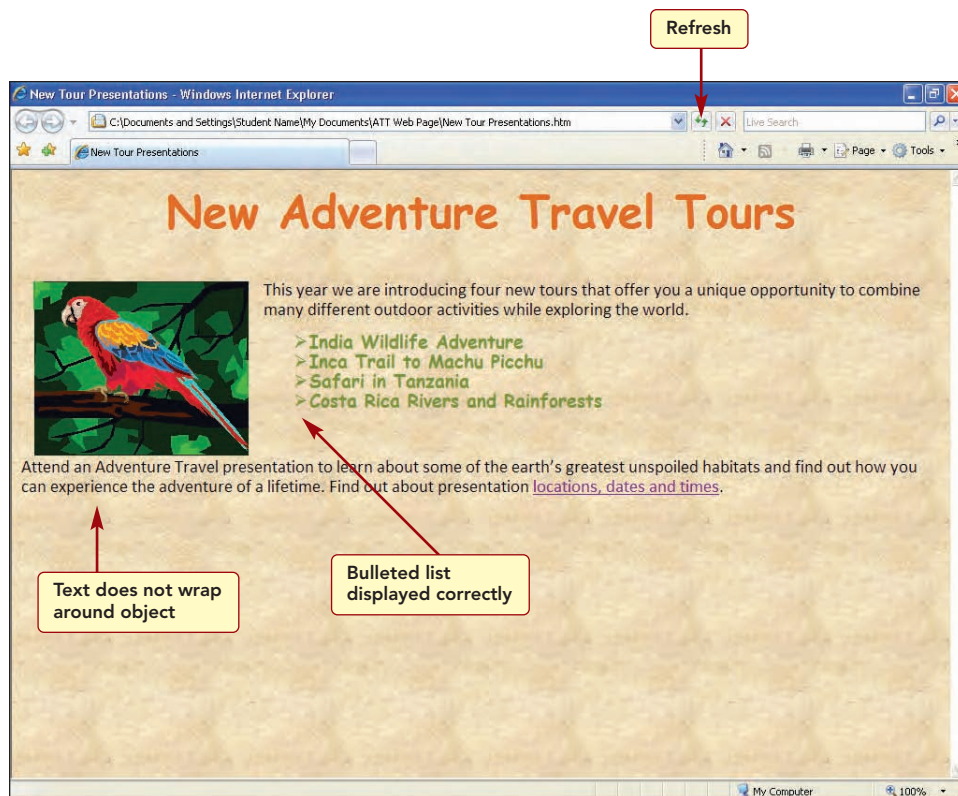 Refresh
New Tour Presentations - Windows Internet Explorer
C:\Documents and Settings\Student Name\My Documents\ATT Web Page\New Tour Presentations.htm
Live Search
New Tour Presentations
Page
Tools
New Adventure Travel Tours
This year we are introducing four new tours that offer you a unique opportunity to combine
many different outdoor activities while exploring the world.
➢India Wildlife Adventure
➢Inca Trail to Machu Picchu
➢Safari in Tanzania
➢Costa Rica Rivers and Rainforests
Attend an Adventure Travel presentation to learn about some of the earth's greatest unspoiled habitats and find out how you
can experience the adventure of a lifetime. Find out about presentation locations, dates and times.
Text does not wrap
around object
Bulleted list
displayed correctly
My Computer
100%